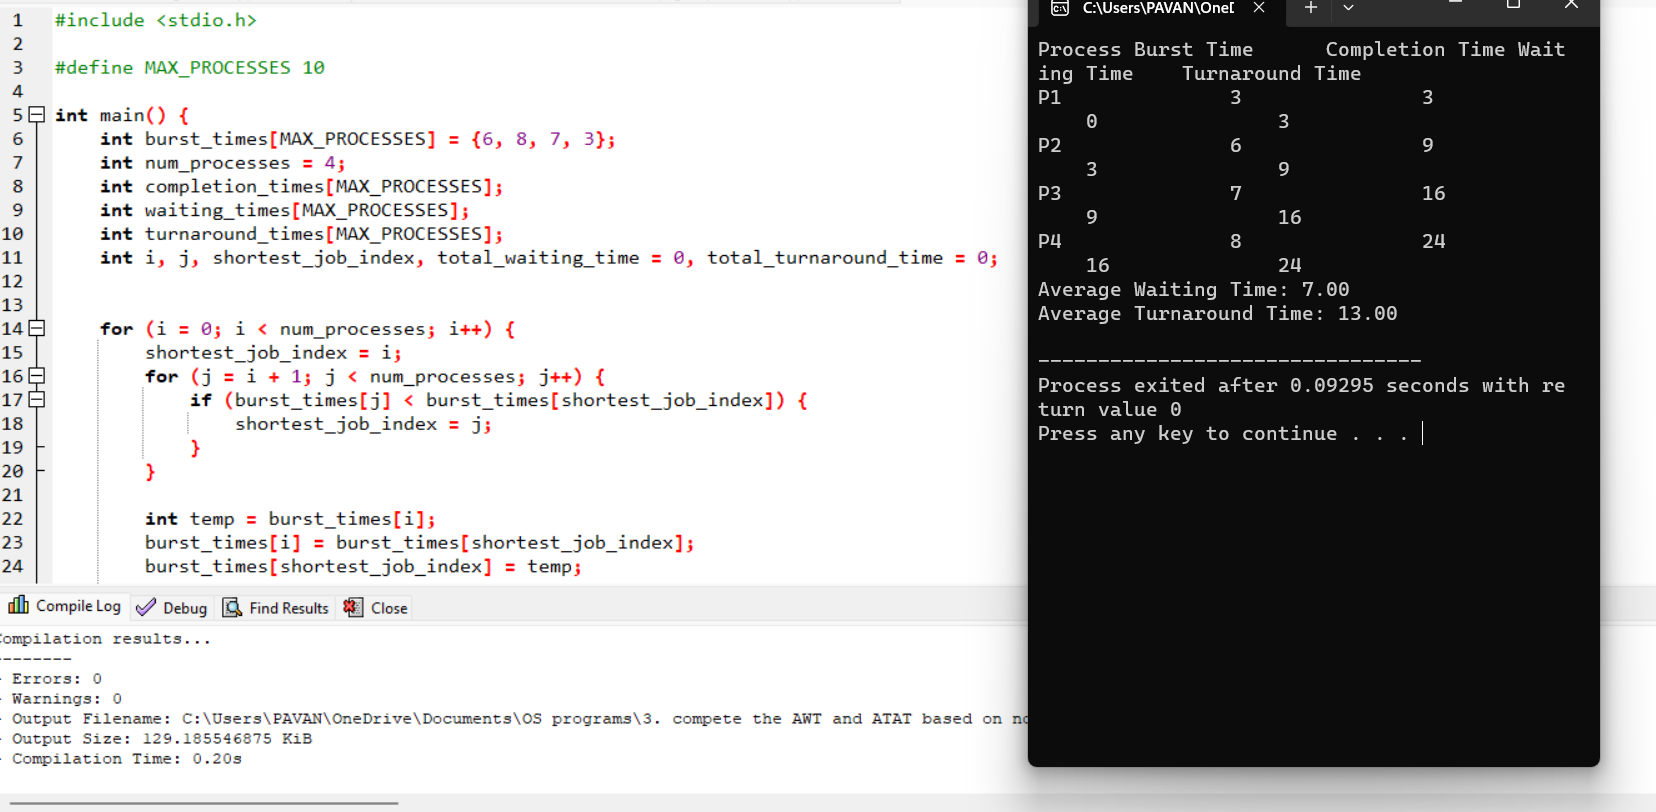 1 #include <stdio.h>
2
3 #define MAX_PROCESSES 10
4
5 int main() {
6 int burst_times[MAX_PROCESSES] = {6, 8, 7, 3};
7 int num_processes = 4;
8 int completion_times[MAX_PROCESSES];
9 int waiting_times[MAX_PROCESSES];
10 int turnaround_times[MAX_PROCESSES];
11 int i, j, shortest_job_index, total_waiting_time = 0, total_turnaround_time = 0;
12
13
14 for (i = 0; i < num_processes; i++) {
15 shortest_job_index = i;
16 for (j = i + 1; j < num_processes; j++) {
17 if (burst_times[j] < burst_times[shortest_job_index]) {
18 shortest_job_index = j;
19 }
20 }
21
22 int temp = burst_times[i];
23 burst_times[i] = burst_times[shortest_job_index];
24 burst_times[shortest_job_index] = temp;
Compile Log Debug Find Results Close
ompilation results...
--------
- Errors: 0
- Warnings: 0
- Output Filename: C:\Users\PAVAN\OneDrive\Documents\OS programs\3. compete the AWT and ATAT based on
- Output Size: 129.185546875 KiB
- Compilation Time: 0.20s
C:\Users\PAVAN\One
Process Burst Time Completion Time Wait
ing Time Turnaround Time
P1 3 3
0 3
P2 6 9
3 9
P3 7 16
9 16
P4 8 24
16 24
Average Waiting Time: 7.00
Average Turnaround Time: 13.00
--------------------------------
Process exited after 0.09295 seconds with re
turn value 0
Press any key to continue . . .